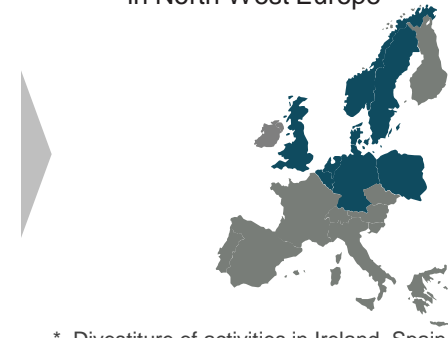 in North West Europe
* Divestiture of activities in Ireland, Spain